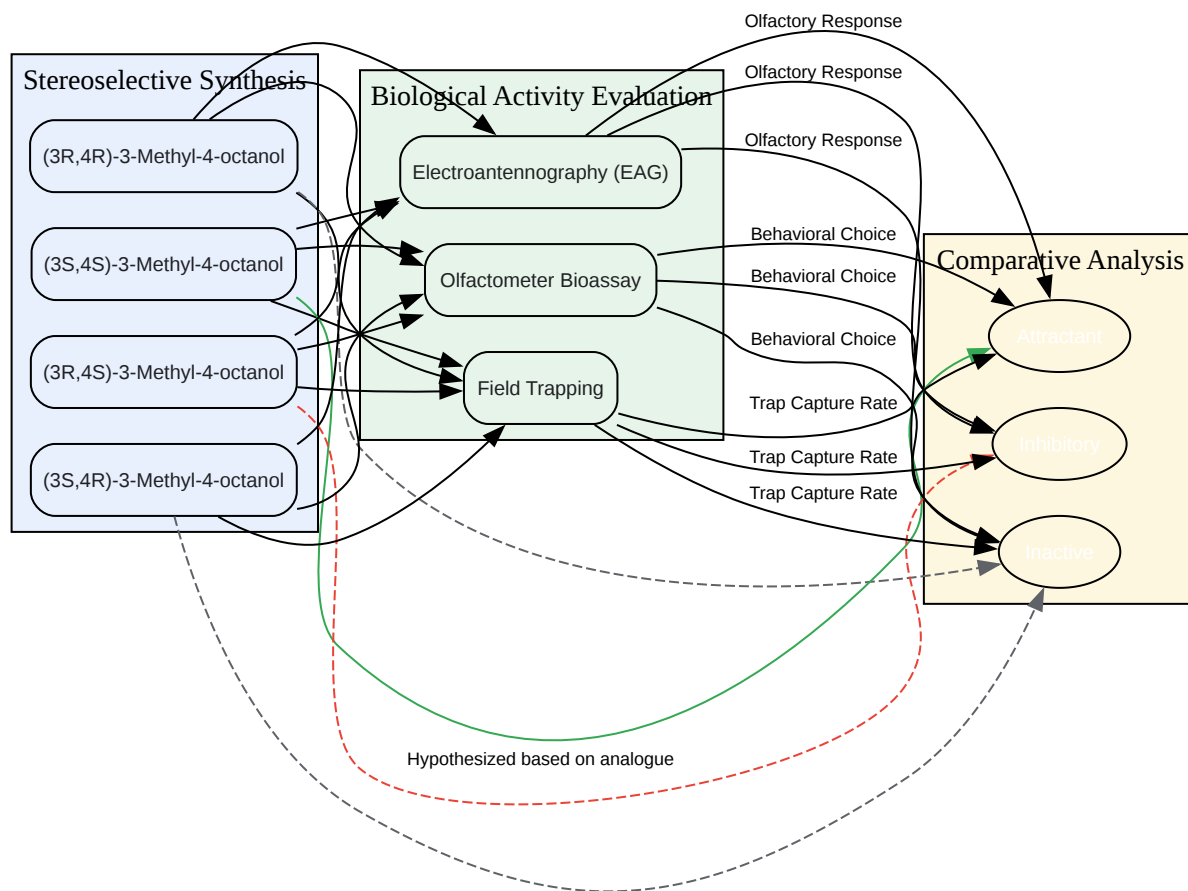 Stereoselective Synthesis
(3R,4R)-3-Methyl-4-octanol
(3S,4S)-3-Methyl-4-octanol
(3R,4S)-3-Methyl-4-octanol
(3S,4R)-3-Methyl-4-octanol
Biological Activity Evaluation
Electroantennography (EAG)
Olfactometer Bioassay
Field Trapping
Olfactory Response
Olfactory Response
Olfactory Response
Behavioral Choice
Behavioral Choice
Behavioral Choice
Trap Capture Rate
Trap Capture Rate
Trap Capture Rate
Comparative Analysis
Attractant
Inhibitory
Inactive
Hypothesized based on analogue